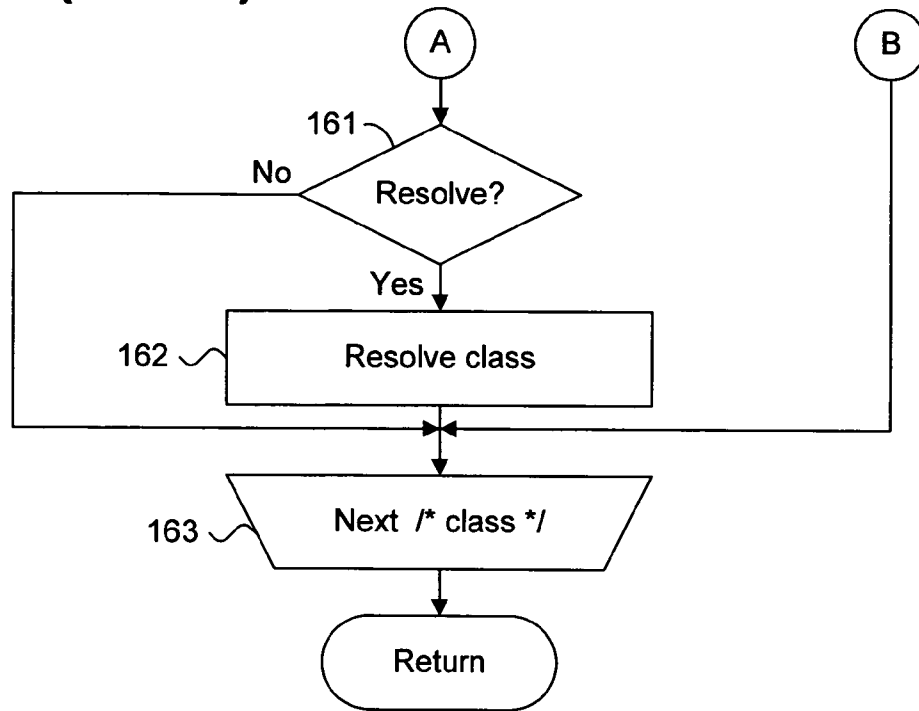 A
B
161
No
Resolve?
Yes
162
Resolve class
163
Next /* class */
Return